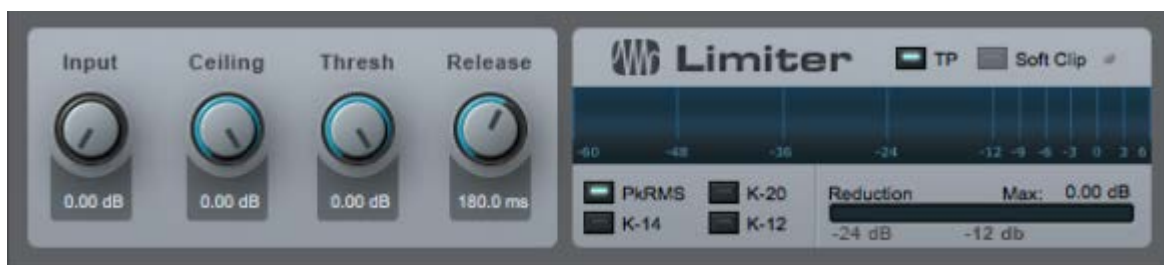 Input Ceiling Thresh Release
0.00 dB 0.00 dB 0.00 dB 180.0 ms
Limiter TP Soft Clip
-60 -48 -36 -24 -12 -9 -6 -3 0 3 6
PkRMS K-20
K-14 K-12
Reduction Max: 0.00 dB
-24 dB -12 db